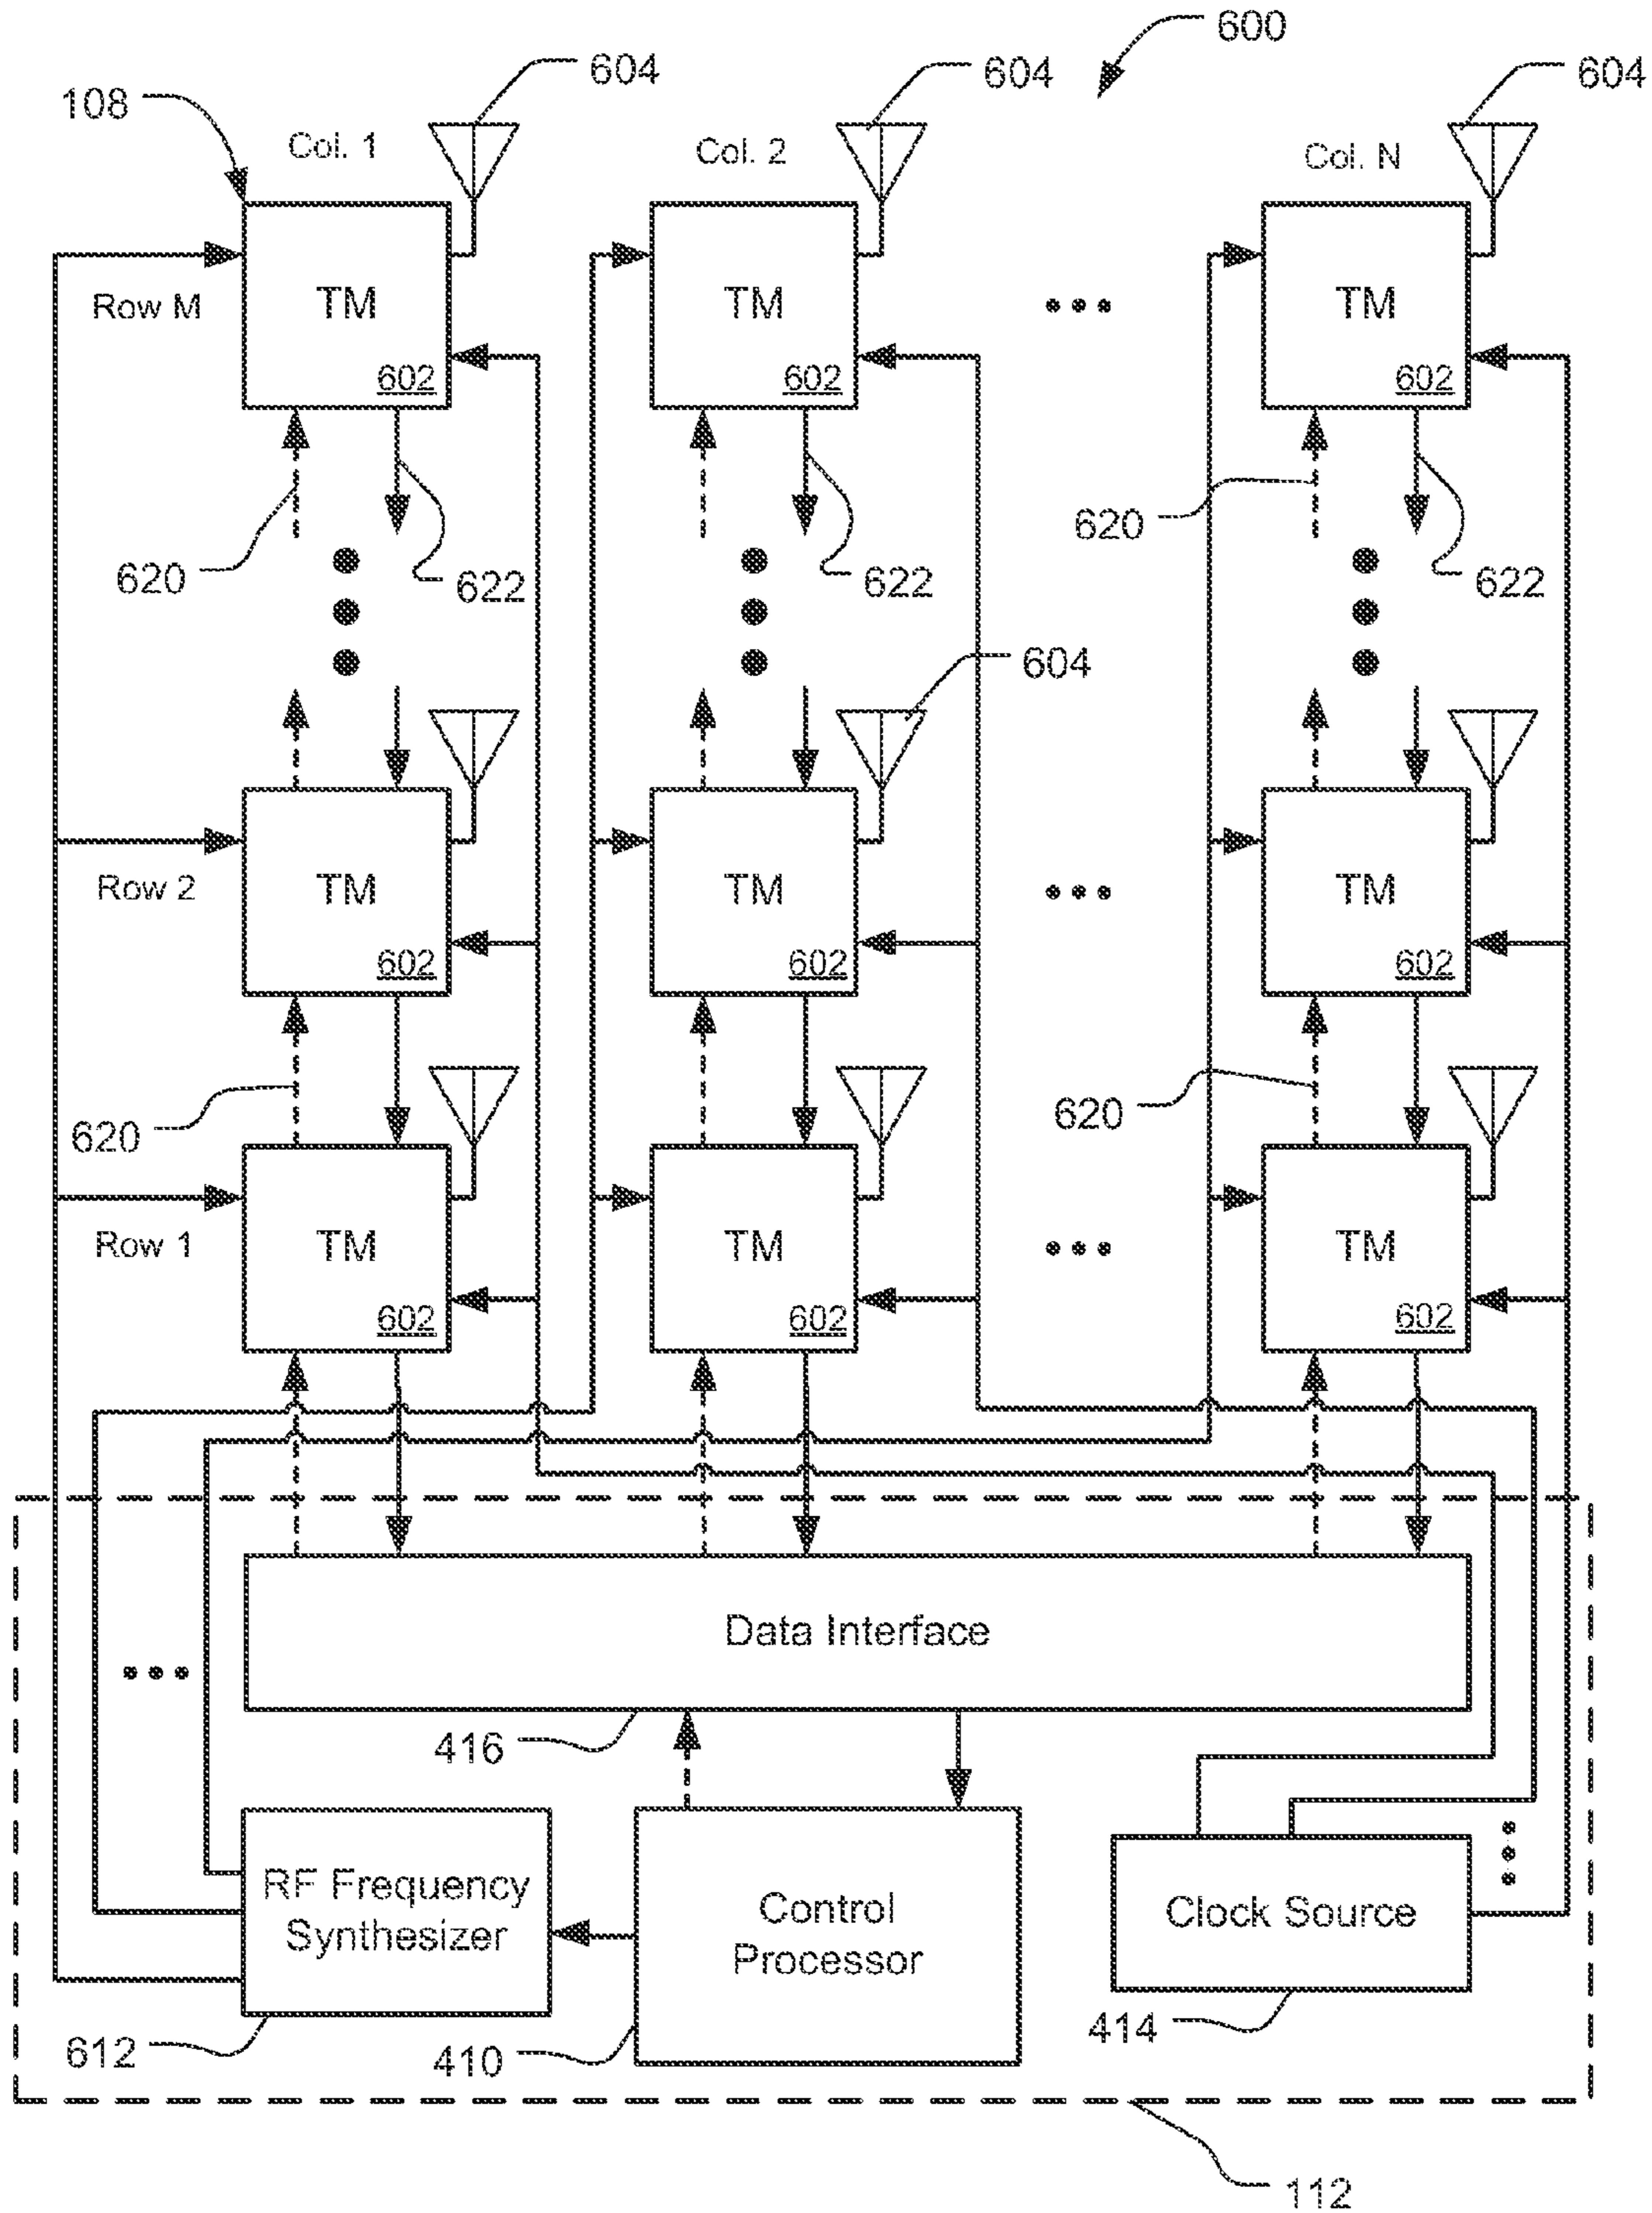 600
604
604
604
108
Col. 1
Col. 2
Col. N
TM
TM
TM
Row M
602
602
602
620
620
622
622
622
604
TM
TM
TM
Row 2
602
602
602
620
620
TM
TM
TM
Row 1
602
602
602
Data Interface
416
RF Frequency
Synthesizer
Control
Processor
Clock Source
612
410
414
112